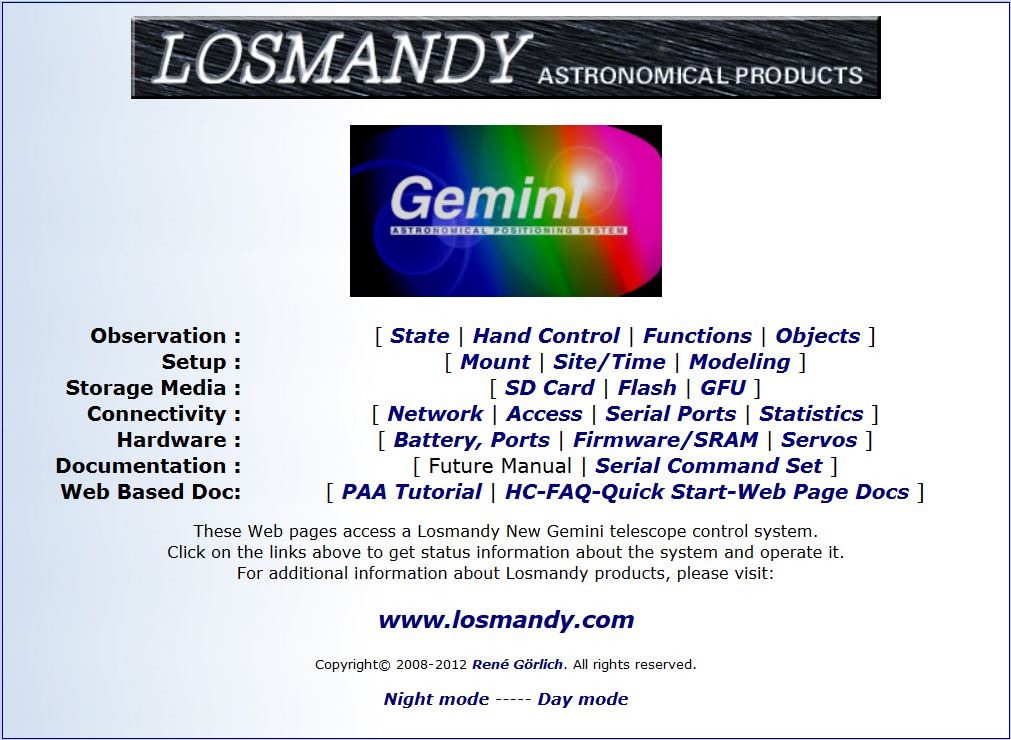 LOSMANDY ASTRONOMICAL PRODUCTS
Gemini
ASTRONOMICAL POSITIONING SYSTEM
Observation : [ State | Hand Control | Functions | Objects ]
Setup : [ Mount | Site/Time | Modeling ]
Storage Media : [ SD Card | Flash | GFU ]
Connectivity : [ Network | Access | Serial Ports | Statistics ]
Hardware : [ Battery, Ports | Firmware/SRAM | Servos ]
Documentation : [ Future Manual | Serial Command Set ]
Web Based Doc: [ PAA Tutorial | HC-FAQ-Quick Start-Web Page Docs ]
These Web pages access a Losmandy New Gemini telescope control system.
Click on the links above to get status information about the system and operate it.
For additional information about Losmandy products, please visit:
www.losmandy.com
Copyright© 2008-2012 René Görlich. All rights reserved.
Night mode ----- Day mode